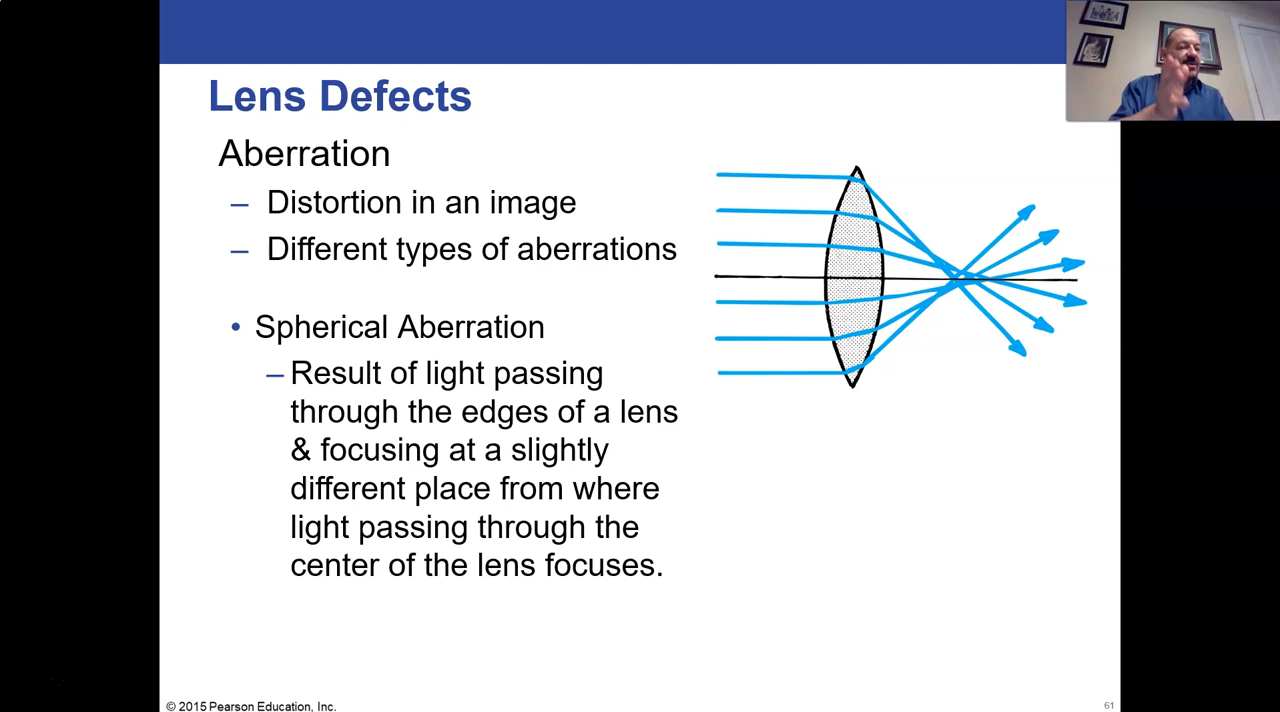 Lens Defects
Aberration
– Distortion in an image
– Different types of aberrations
• Spherical Aberration
– Result of light passing
through the edges of a lens
& focusing at a slightly
different place from where
light passing through the
center of the lens focuses.
© 2015 Pearson Education, Inc.
61